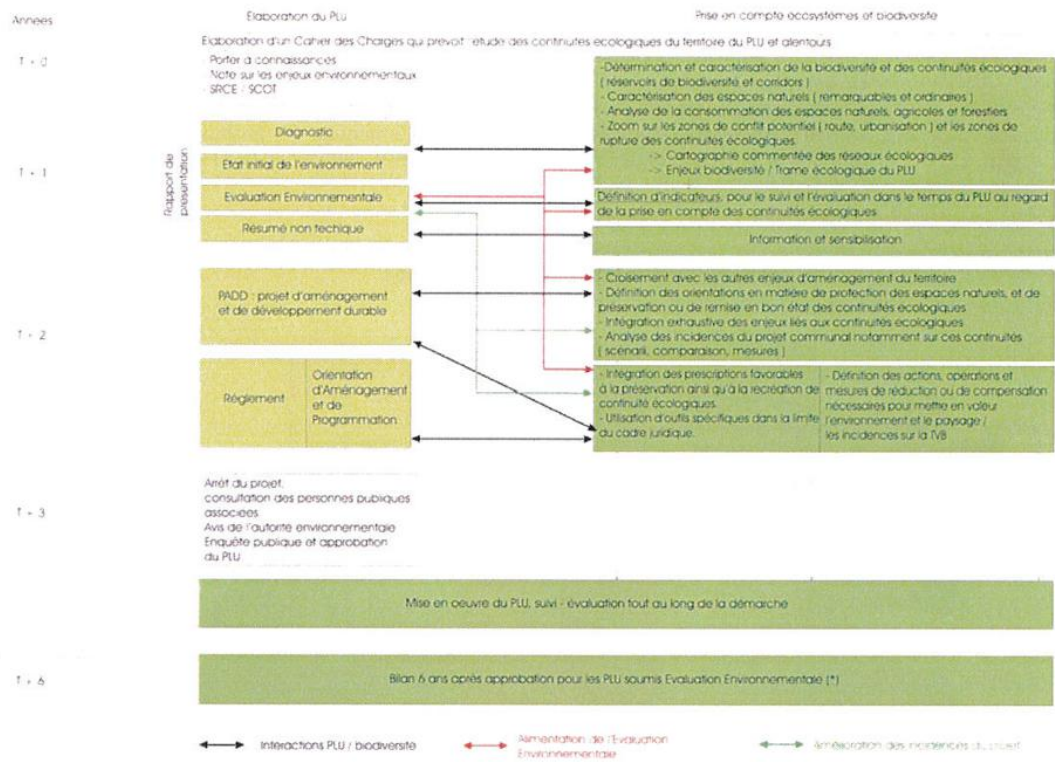 Années
Elaboration du PLU
Prise en compte écosystèmes et biodiversité
Elaboration d'un Cahier des Charges qui prévoit : etude des continuités ecologiques du territoire du PLU et alentours
T + 0
- Porter à connaissances
- Note sur les enjeux environnementaux
- SRCE / SCOT
-Détermination et caractérisation de la biodiversité et des continuités écologiques
( réservoirs de biodiversité et corridors )
- Caractérisation des espaces naturels ( remarquables et ordinaires )
- Analyse de la consommation des espaces naturels, agricoles et forestiers
- Zoom sur les zones de conflit potentiel ( route, urbanisation ) et les zones de
rupture des continuités écologiques
-> Cartographie commentée des réseaux écologiques
-> Enjeux biodiversité / Trame écologique du PLU
T + 1
Rapport de
présentation
Diagnostic
Etat initial de l'environnement
Evaluation Environnementale
Résumé non techique
Définition d'indicateurs, pour le suivi et l'évaluation dans le temps du PLU au regard
de la prise en compte des continuités écologiques
Information et sensibilisation
T + 2
PADD : projet d'aménagement
et de développement durable
- Croisement avec les autres enjeux d'aménagement du territoire
- Définition des orientations en matière de protection des espaces naturels, et de
préservation ou de remise en bon état des continuités écologiques
- Intégration exhaustive des enjeux liés aux continuités écologiques
- Analyse des incidences du projet communal notamment sur ces continuités
( scénarii, comparaison, mesures )
Règlement
Orientation
d'Aménagement
et de
Programmation
- Intégration des prescriptions favorables
à la préservation ainsi qu'à la recréation de
continuité écologiques.
- Utilisation d'outils spécifiques dans la limite
du cadre juridique.
- Définition des actions, opérations et
mesures de réduction ou de compensation
nécessaires pour mettre en valeur
l'environnement et le paysage /
les incidences sur la TVB
T + 3
Arrêt du projet,
consultation des personnes publiques
associées
Avis de l'autorité environnementale
Enquête publique et approbation
du PLU
Mise en oeuvre du PLU, suivi - évaluation tout au long de la démarche
T + 6
Bilan 6 ans après approbation pour les PLU soumis Evaluation Environnementale (*)
Interactions PLU / biodiversité
Alimentation de l'Evaluation
Environnementale
Amélioration des incidences du projet